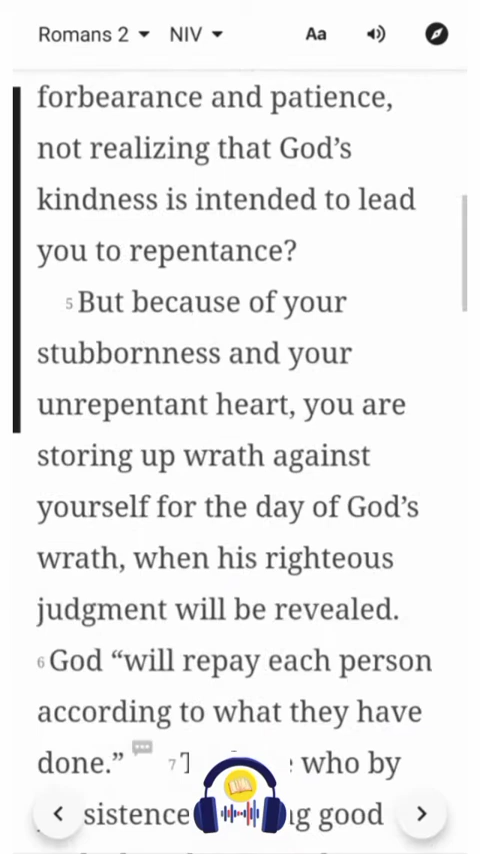 Romans 2 NIV Aa
forbearance and patience,
not realizing that God’s
kindness is intended to lead
you to repentance?
5 But because of your
stubbornness and your
unrepentant heart, you are
storing up wrath against
yourself for the day of God’s
wrath, when his righteous
judgment will be revealed.
6 God “will repay each person
according to what they have
done.” 7 who by
good